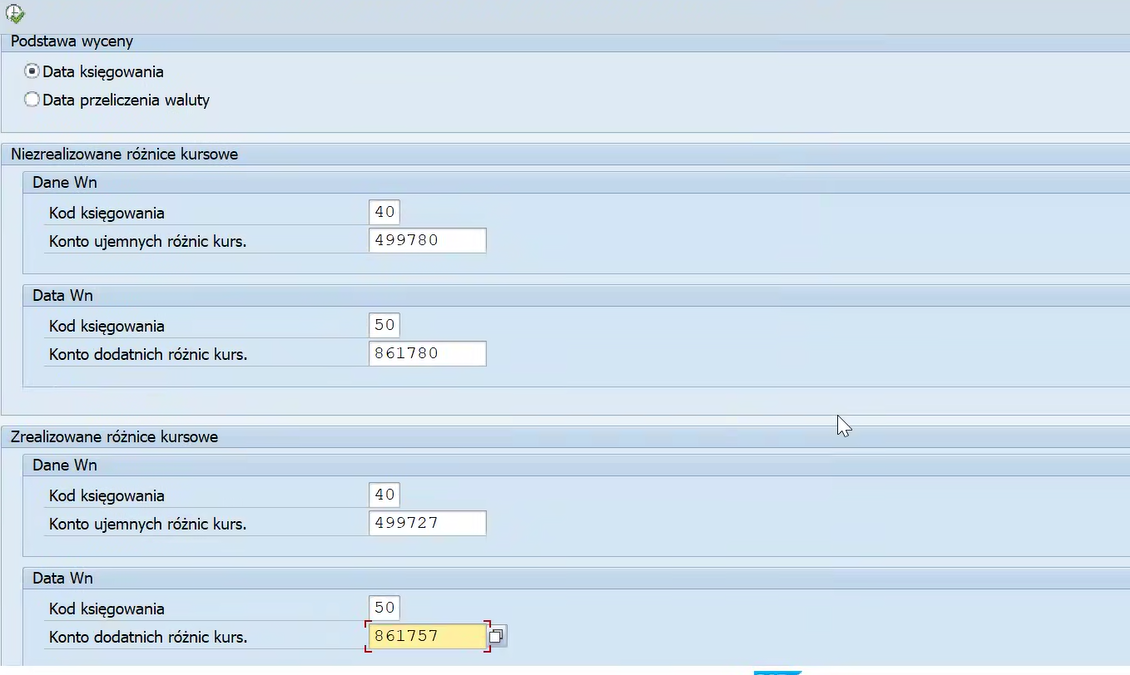 Podstawa wyceny
Data księgowania
Data przeliczenia waluty
Niezrealizowane różnice kursowe
Dane Wn
Kod księgowania 40
Konto ujemnych różnic kurs. 499780
Data Wn
Kod księgowania 50
Konto dodatnich różnic kurs. 861780
Zrealizowane różnice kursowe
Dane Wn
Kod księgowania 40
Konto ujemnych różnic kurs. 499727
Data Wn
Kod księgowania 50
Konto dodatnich różnic kurs. 861757